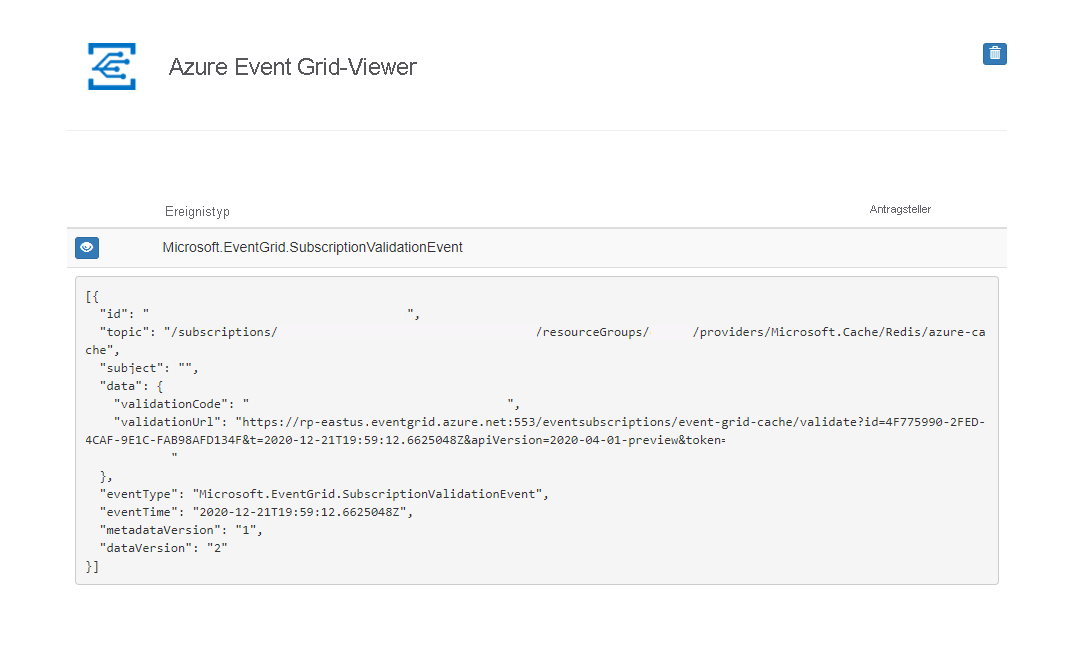 Azure Event Grid-Viewer
Ereignistyp Antragsteller
Microsoft.EventGrid.SubscriptionValidationEvent
[{
"id": " ",
"topic": "/subscriptions/ /resourceGroups/ /providers/Microsoft.Cache/Redis/azure-ca
che",
"subject": "",
"data": {
"validationCode": " ",
"validationUrl": "https://rp-eastus.eventgrid.azure.net:553/eventsubscriptions/event-grid-cache/validate?id=4F775990-2FED-
4CAF-9E1C-FAB98AFD134F&t=2020-12-21T19:59:12.6625048Z&apiVersion=2020-04-01-preview&token=
"
},
"eventType": "Microsoft.EventGrid.SubscriptionValidationEvent",
"eventTime": "2020-12-21T19:59:12.6625048Z",
"metadataVersion": "1",
"dataVersion": "2"
}]